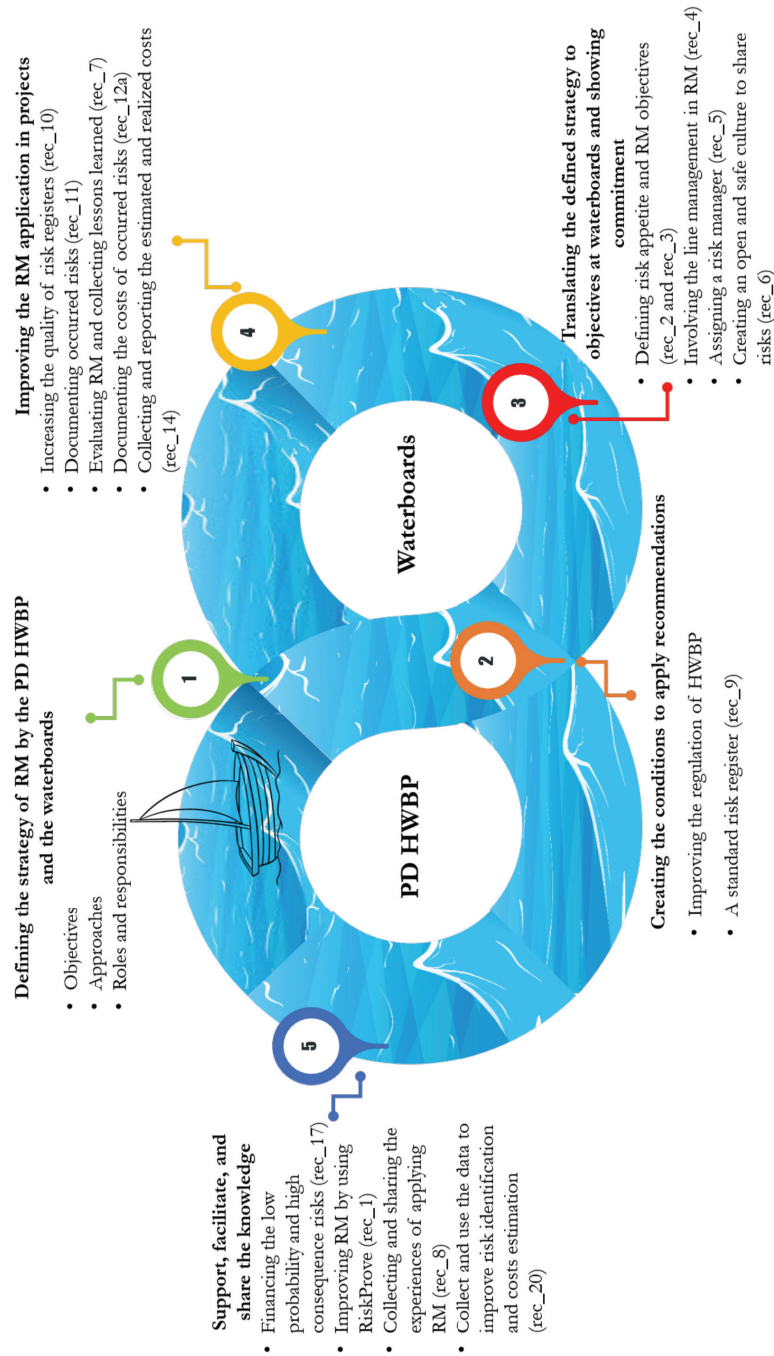 Defining the strategy of RM by the PD HWBP
and the waterboards
• Objectives
• Approaches
• Roles and responsibilities
1
Creating the conditions to apply recommendations
• Improving the regulation of HWBP
• A standard risk register (rec_9)
2
Translating the defined strategy to
objectives at waterboards and showing
commitment
• Defining risk appetite and RM objectives
(rec_2 and rec_3)
• Involving the line management in RM (rec_4)
• Assigning a risk manager (rec_5)
• Creating an open and safe culture to share
risks (rec_6)
3
Improving the RM application in projects
• Increasing the quality of risk registers (rec_10)
• Documenting occurred risks (rec_11)
• Evaluating RM and collecting lessons learned (rec_7)
• Documenting the costs of occurred risks (rec_12a)
• Collecting and reporting the estimated and realized costs
(rec_14)
4
Support, facilitate, and
share the knowledge
• Financing the low
probability and high
consequence risks (rec_17)
• Improving RM by using
RiskProve (rec_1)
• Collecting and sharing the
experiences of applying
RM (rec_8)
• Collect and use the data to
improve risk identification
and costs estimation
(rec_20)
5
PD HWBP
Waterboards